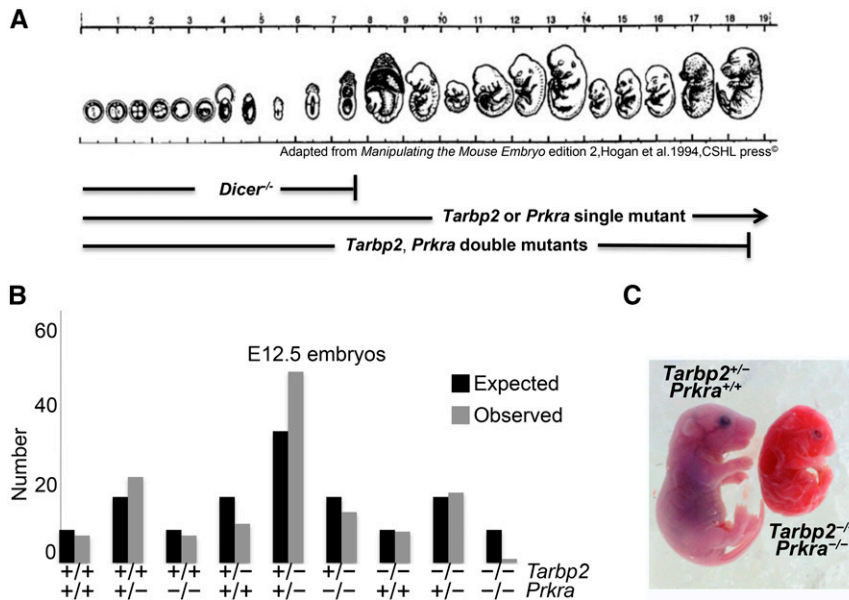 A
1 2 3 4 5 6 7 8 9 10 11 12 13 14 15 16 17 18 19
Adapted from Manipulating the Mouse Embryo edition 2,Hogan et al.1994,CSHL press©
Dicer-/-
Tarbp2 or Prkra single mutant
Tarbp2, Prkra double mutants
B
Number
60
40
20
0
E12.5 embryos
Expected
Observed
+/+ +/+ +/+ +/− +/− +/− −/− −/− −/− Tarbp2
+/+ +/− −/− +/+ +/− −/− +/+ +/− −/− Prkra
C
Tarbp2+/−
Prkra+/+
Tarbp2−/−
Prkra−/−